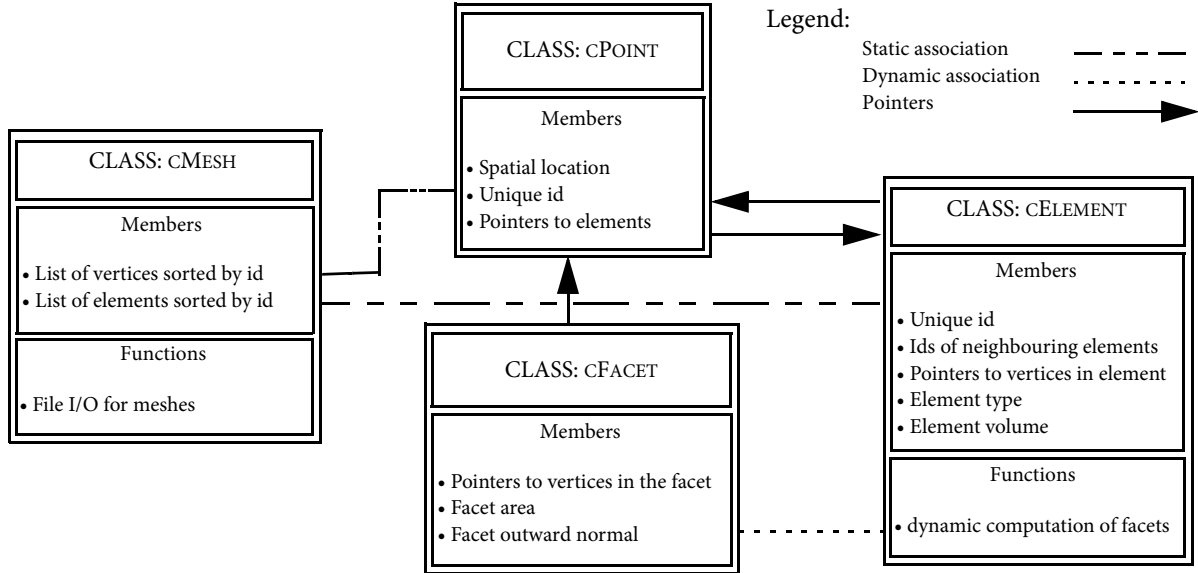 Legend:
Static association
Dynamic association
Pointers
CLASS: CPOINT
Members
• Spatial location
• Unique id
• Pointers to elements
CLASS: CMESH
Members
• List of vertices sorted by id
• List of elements sorted by id
Functions
• File I/O for meshes
CLASS: CFACET
Members
• Pointers to vertices in the facet
• Facet area
• Facet outward normal
CLASS: CELEMENT
Members
• Unique id
• Ids of neighbouring elements
• Pointers to vertices in element
• Element type
• Element volume
Functions
• dynamic computation of facets